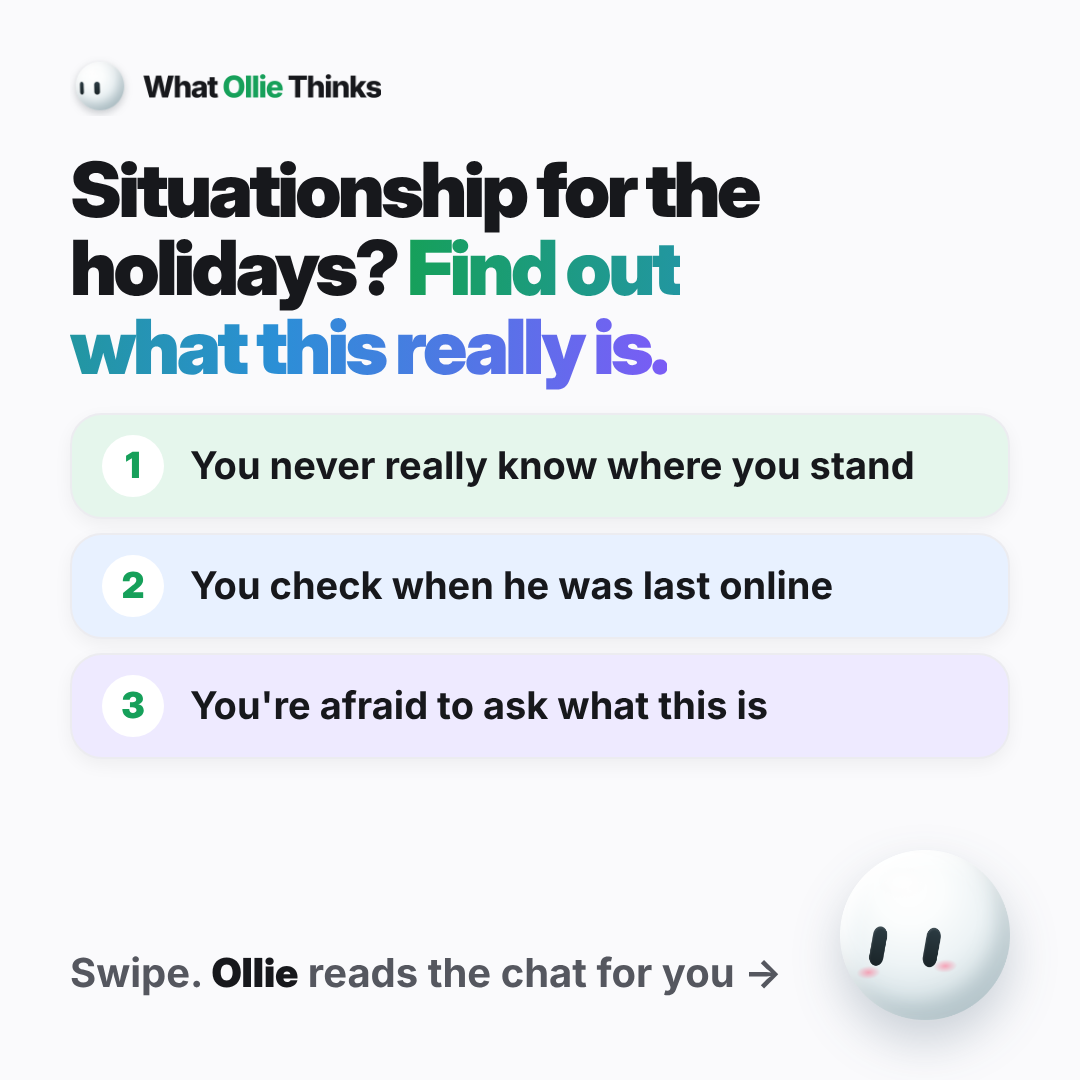 What Ollie Thinks
Situationship for the
holidays? Find out
what this really is.
1 You never really know where you stand
2 You check when he was last online
3 You're afraid to ask what this is
Swipe. Ollie reads the chat for you →